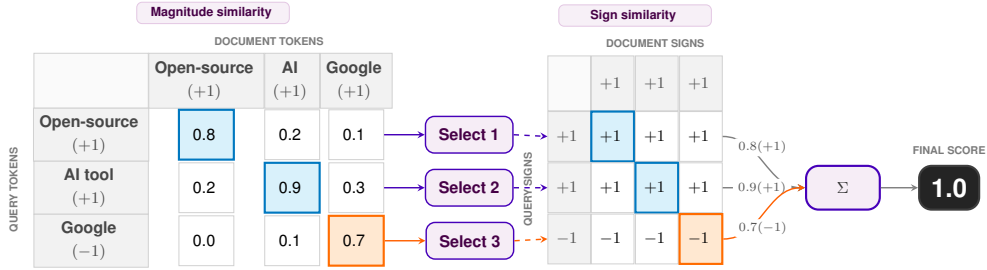 Magnitude similarity
Sign similarity
DOCUMENT TOKENS
DOCUMENT SIGNS
Open-source AI Google
(+1) (+1) (+1)
+1 +1 +1
QUERY TOKENS
Open-source
(+1)
0.8 0.2 0.1
Select 1
QUERY SIGNS
+1 +1 +1 +1
0.8(+1)
AI tool
(+1)
0.2 0.9 0.3
Select 2
+1 +1 +1 +1
0.9(+1)
Google
(−1)
0.0 0.1 0.7
Select 3
−1 −1 −1 −1
0.7(−1)
Σ
FINAL SCORE
1.0